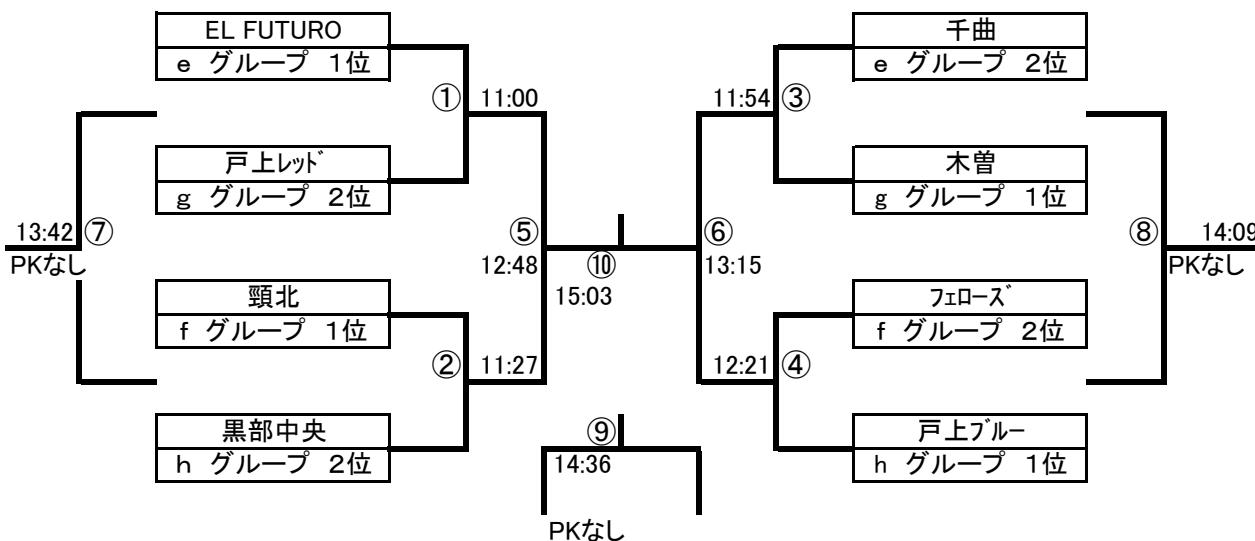 EL FUTURO
e グループ 1位
千曲
e グループ 2位
① 11:00
11:54 ③
戸上ﾚｯﾄﾞ
g グループ 2位
木曽
g グループ 1位
13:42 ⑦
PKなし
⑤
12:48
⑩
15:03
⑥
13:15
⑧ 14:09
PKなし
頸北
f グループ 1位
ﾌｪﾛｰｽﾞ
f グループ 2位
② 11:27
12:21 ④
黒部中央
h グループ 2位
戸上ﾌﾞﾙｰ
h グループ 1位
⑨
14:36
PKなし